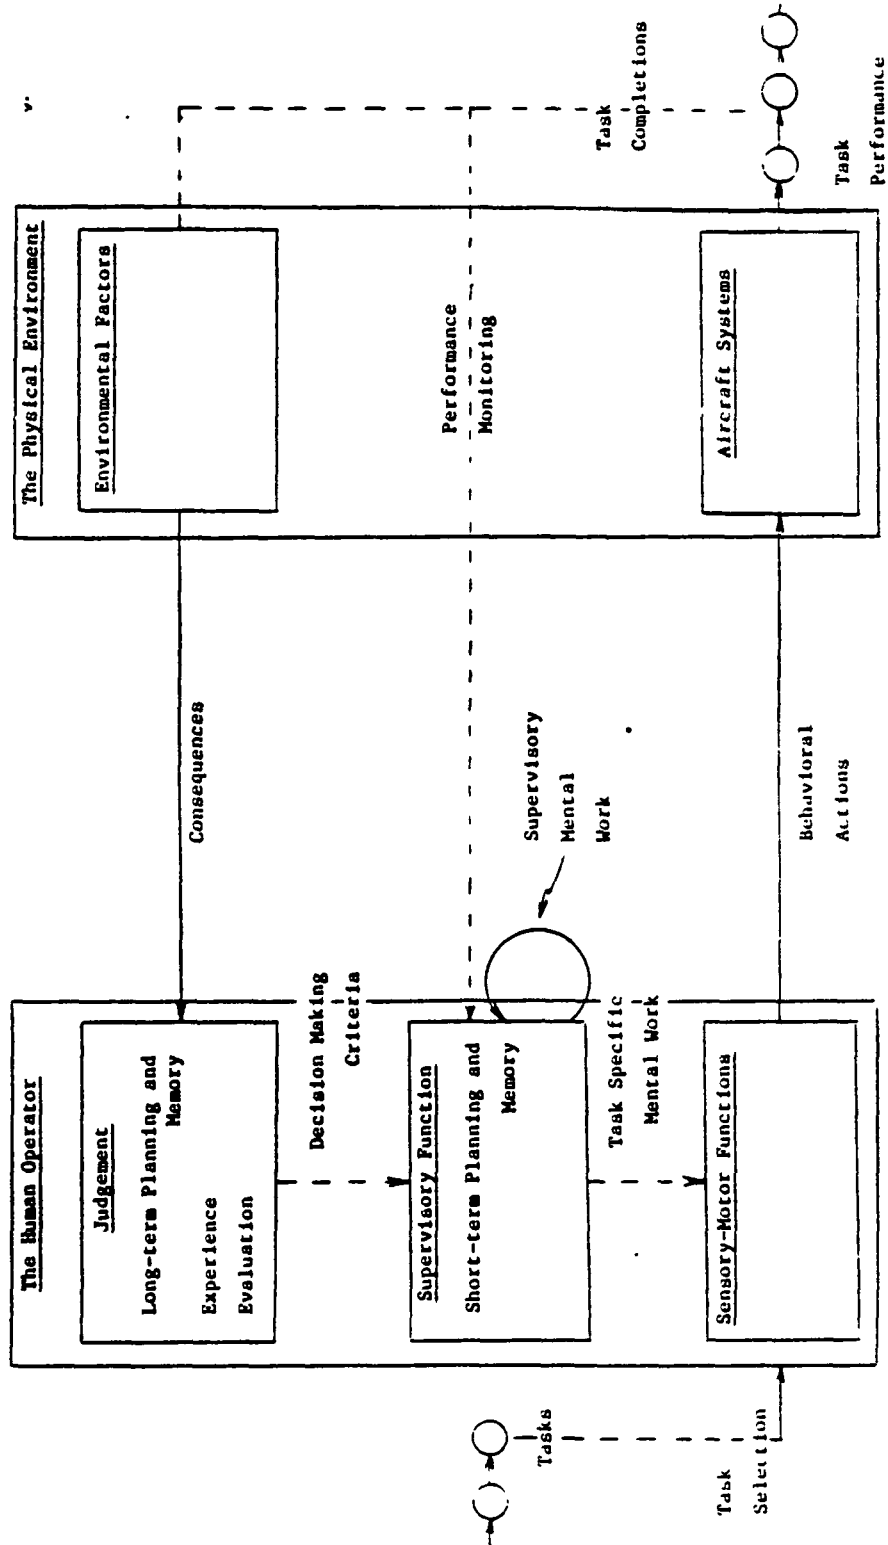 The Human Operator
Judgement
Long-term Planning and
Memory
Experience
Evaluation
Decision Making
Criteria
Supervisory Function
Short-term Planning and
Memory
Task Specific
Mental Work
Sensory-Motor Functions
Tasks
Task
Selection
Consequences
Supervisory
Mental
Work
Behavioral
Actions
The Physical Environment
Environmental Factors
Performance
Monitoring
Aircraft Systems
Task
Completions
Task
Performance